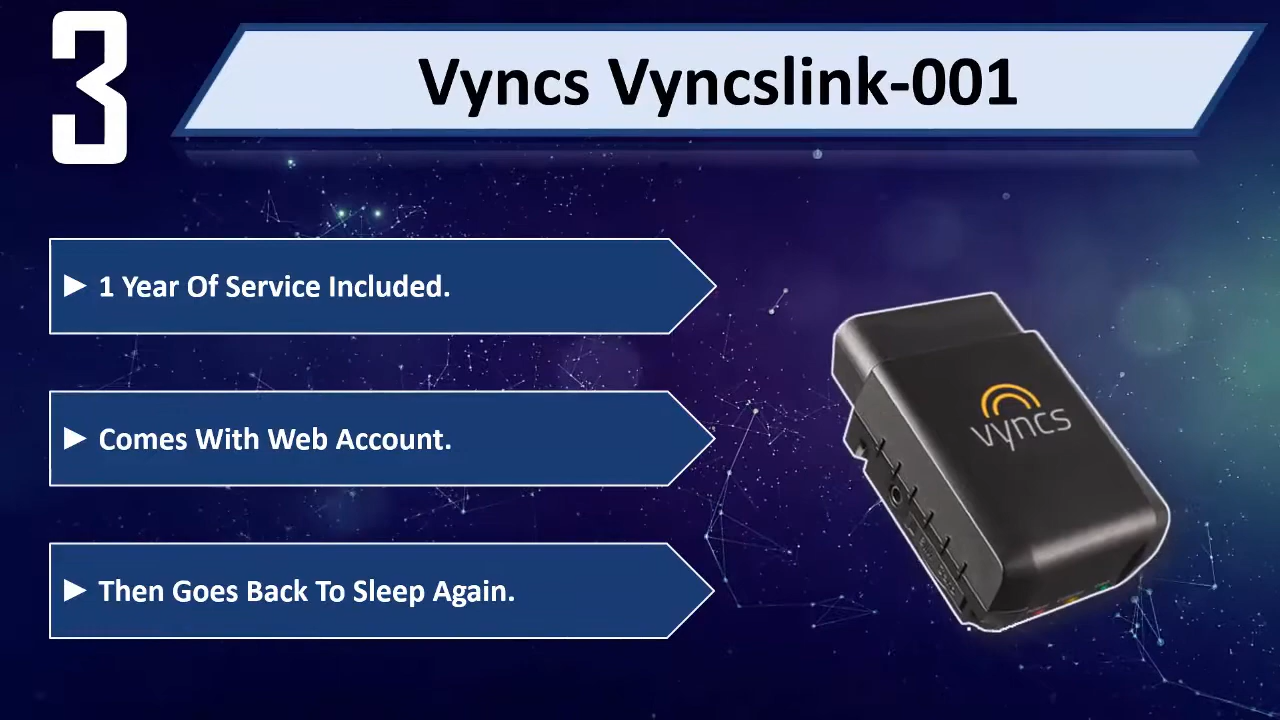 3
Vyncs Vyncslink-001
▶ 1 Year Of Service Included.
▶ Comes With Web Account.
▶ Then Goes Back To Sleep Again.
vyncs